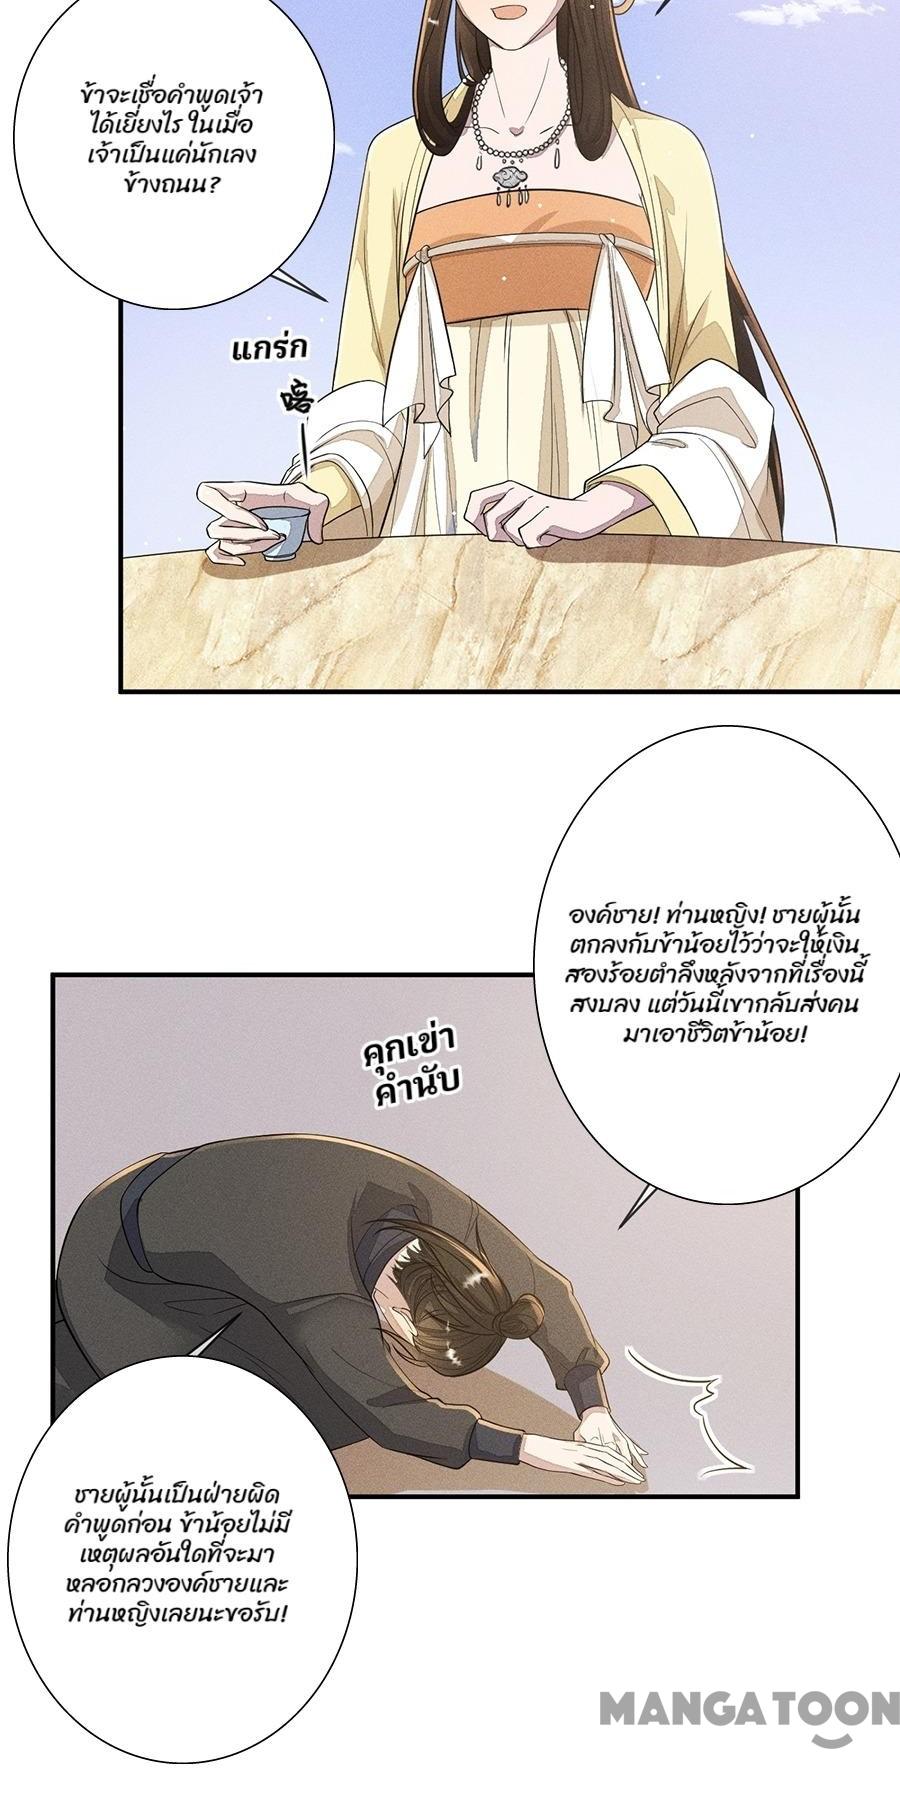 ข้าจะเชื่อคำพูดเจ้า
ได้เยี่ยงไร ในเมื่อ
เจ้าเป็นแค่นักเลง
ข้างถนน?
แกร่ก
喀
องค์ชาย! ท่านหญิง! ชายผู้นั้น
ตกลงกับข้าน้อยไว้ว่าจะให้เงิน
สองร้อยตำลึงหลังจากที่เรื่องนี้
สงบลง แต่วันนี้เขากลับส่งคน
มาเอาชีวิตข้าน้อย!
คุกเข่า
คำนับ
ชายผู้นั้นเป็นฝ่ายผิด
คำพูดก่อน ข้าน้อยไม่มี
เหตุผลอันใดที่จะมา
หลอกลวงองค์ชายและ
ท่านหญิงเลยนะขอรับ!
MANGATOON